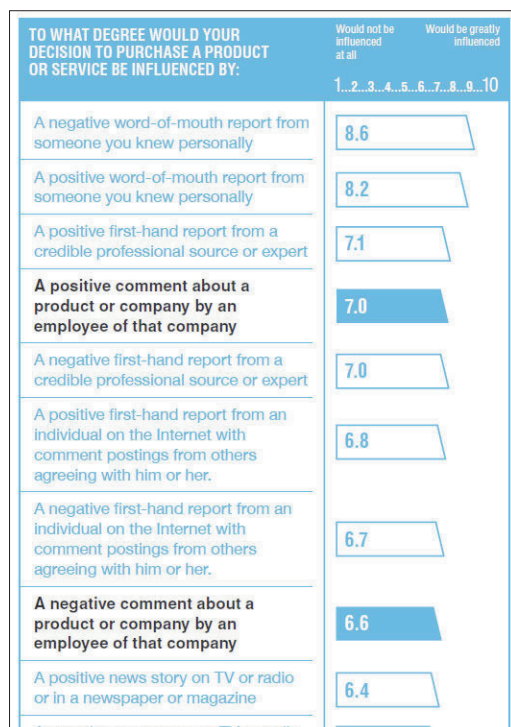 TO WHAT DEGREE WOULD YOUR
DECISION TO PURCHASE A PRODUCT
OR SERVICE BE INFLUENCED BY:
Would not be
influenced
at all
Would be greatly
influenced
1...2...3...4...5...6...7...8...9...10
A negative word-of-mouth report from
someone you knew personally
8.6
A positive word-of-mouth report from
someone you knew personally
8.2
A positive first-hand report from a
credible professional source or expert
7.1
A positive comment about a
product or company by an
employee of that company
7.0
A negative first-hand report from a
credible professional source or expert
7.0
A positive first-hand report from an
individual on the Internet with
comment postings from others
agreeing with him or her.
6.8
A negative first-hand report from an
individual on the Internet with
comment postings from others
agreeing with him or her.
6.7
A negative comment about a
product or company by an
employee of that company
6.6
A positive news story on TV or radio
or in a newspaper or magazine
6.4